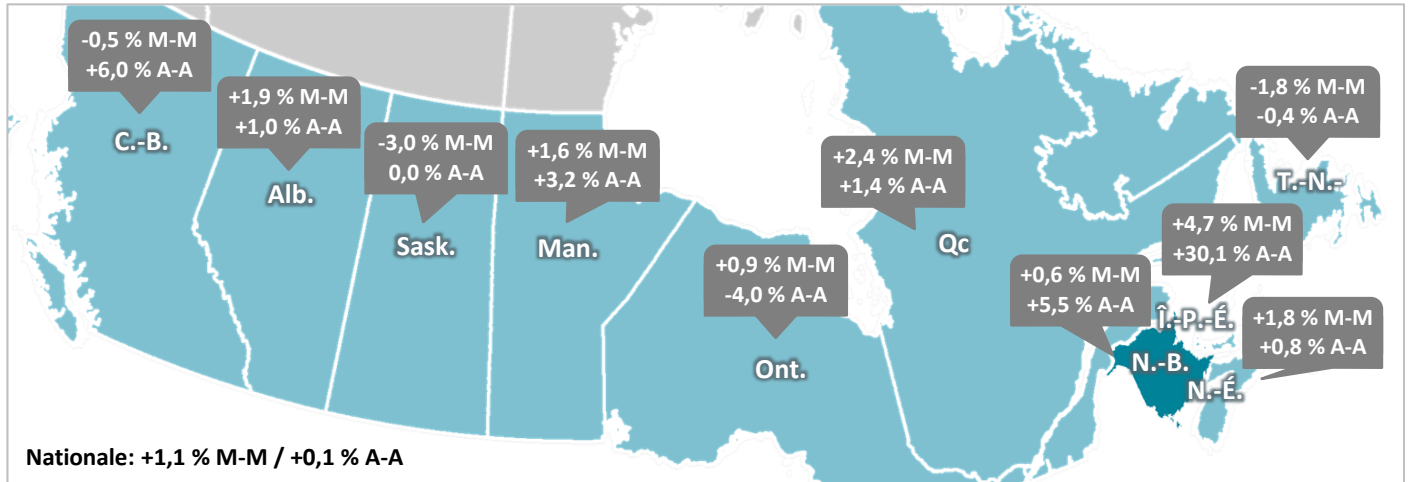 -0,5 % M-M
+6,0 % A-A
C.-B.
+1,9 % M-M
+1,0 % A-A
Alb.
-3,0 % M-M
0,0 % A-A
Sask.
+1,6 % M-M
+3,2 % A-A
Man.
+0,9 % M-M
-4,0 % A-A
Ont.
+2,4 % M-M
+1,4 % A-A
Qc
-1,8 % M-M
-0,4 % A-A
T.-N.-
+4,7 % M-M
+30,1 % A-A
Î.-P.-É.
+0,6 % M-M
+5,5 % A-A
N.-B.
+1,8 % M-M
+0,8 % A-A
N.-É.
Nationale: +1,1 % M-M / +0,1 % A-A